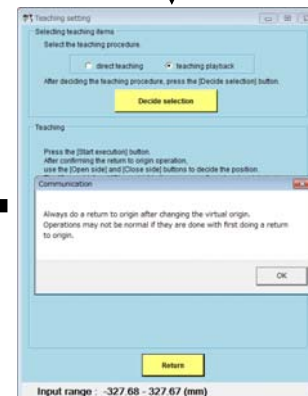 Teaching setting
Selecting teaching items
Select the teaching procedure.
direct teaching teaching playback
After deciding the teaching procedure, press the [Decide selection] button.
Decide selection
Teaching
Press the [Start execution] button.
After confirming the return to origin operation,
use the [Open side] and [Close side] buttons to decide the position.
Communication
Always do a return to origin after changing the virtual origin.
Operations may not be normal if they are done with first doing a return
to origin.
OK
Return
Input range : -327.68 - 327.67 (mm)